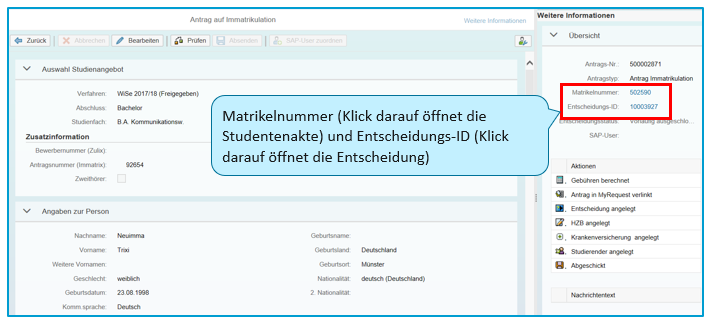 Antrag auf Immatrikulation
Weitere Informationen
Zurück Abbrechen Bearbeiten Prüfen Absenden SAP-User zuordnen
Auswahl Studienangebot
Verfahren: WiSe 2017/18 (Freigegeben)
Abschluss: Bachelor
Studienfach: B.A. Kommunikationsw.
Zusatzinformation
Bewerbernummer (Zulix):
Antragsnummer (Immatrix): 92654
Zweithörer:
Angaben zur Person
Nachname: Neuimma Geburtsname:
Vorname: Trixi Geburtsland: Deutschland
Weitere Vornamen: Geburtsort: Münster
Geschlecht: weiblich Nationalität: deutsch (Deutschland)
Geburtsdatum: 23.08.1998 2. Nationalität:
Komm.sprache: Deutsch
Matrikelnummer (Klick darauf öffnet die
Studentenakte) und Entscheidungs-ID (Klick
darauf öffnet die Entscheidung)
Weitere Informationen
Übersicht
Antrags-Nr.: 500002871
Antragstyp: Antrag Immatrikulation
Matrikelnummer: 502590
Entscheidungs-ID: 10003927
Entscheidungsstatus: Vorläufig ausgeschlo...
SAP-User:
Aktionen
Gebühren berechnet
Antrag in MyRequest verlinkt
Entscheidung angelegt
HZB angelegt
Krankenversicherung angelegt
Studierender angelegt
Abgeschickt
Nachrichtentext